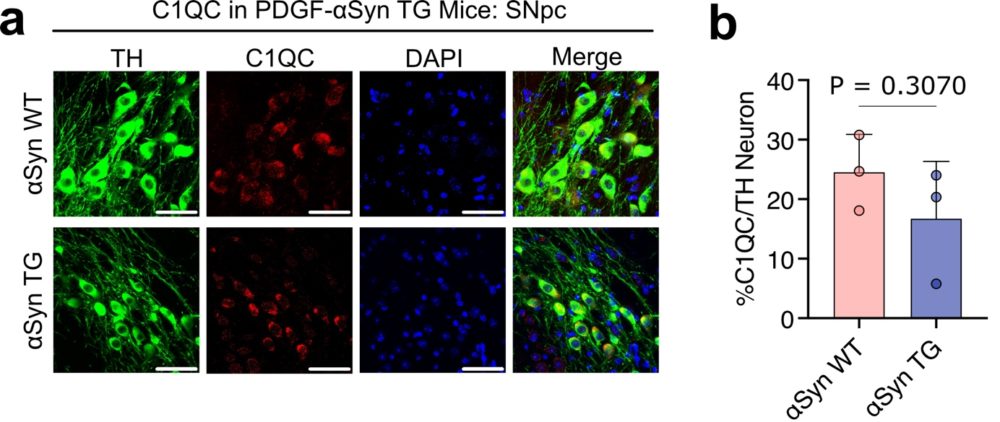 a
C1QC in PDGF-αSyn TG Mice: SNpc
TH C1QC DAPI Merge
αSyn WT
αSyn TG
b
P = 0.3070
%C1QC/TH Neuron
40
30
20
10
0
αSyn WT
αSyn TG